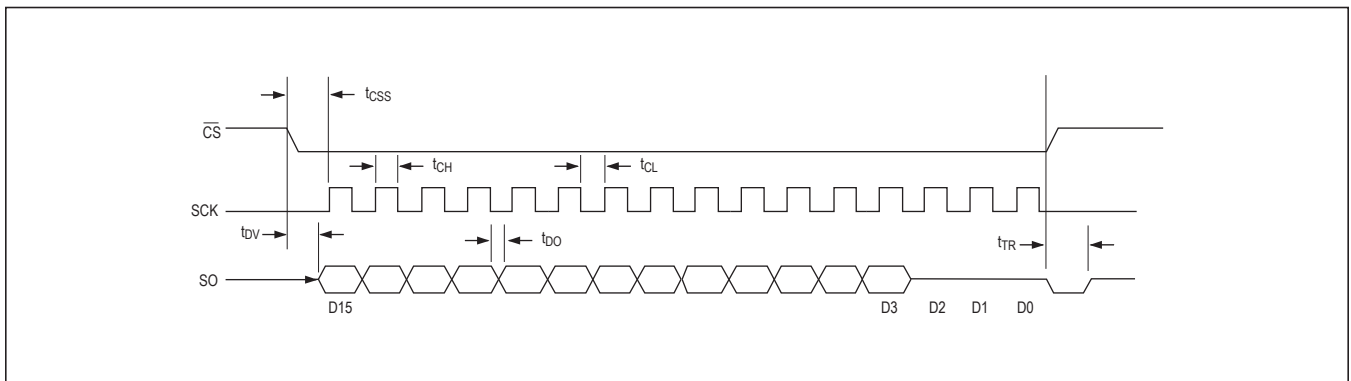 tCSS
CS
tCH
tCL
SCK
tDV
tDO
tTR
SO
D15
D3
D2
D1
D0